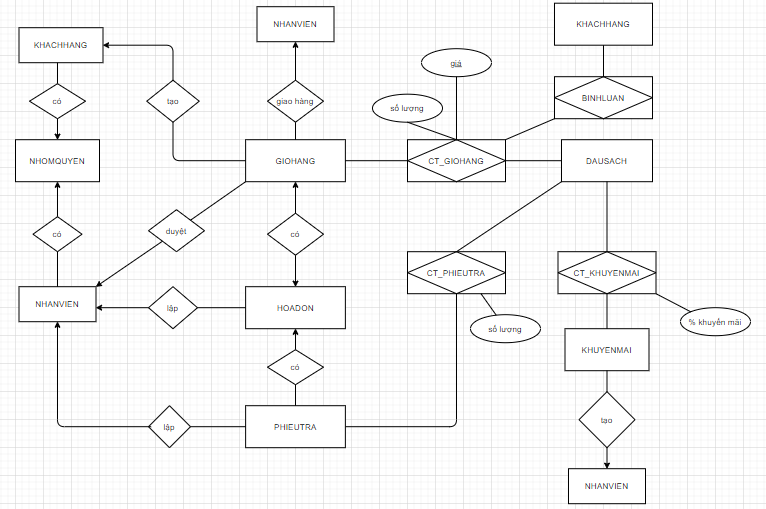 NHANVIEN
KHACHHANG
KHACHHANG
giá
có
tạo
giao hàng
số lượng
BINHLUAN
NHOMQUYEN
GIOHANG
CT_GIOHANG
DAUSACH
có
duyệt
có
CT_PHIEUTRA
CT_KHUYENMAI
NHANVIEN
lập
HOADON
số lượng
% khuyến mãi
KHUYENMAI
có
lập
PHIEUTRA
tạo
NHANVIEN